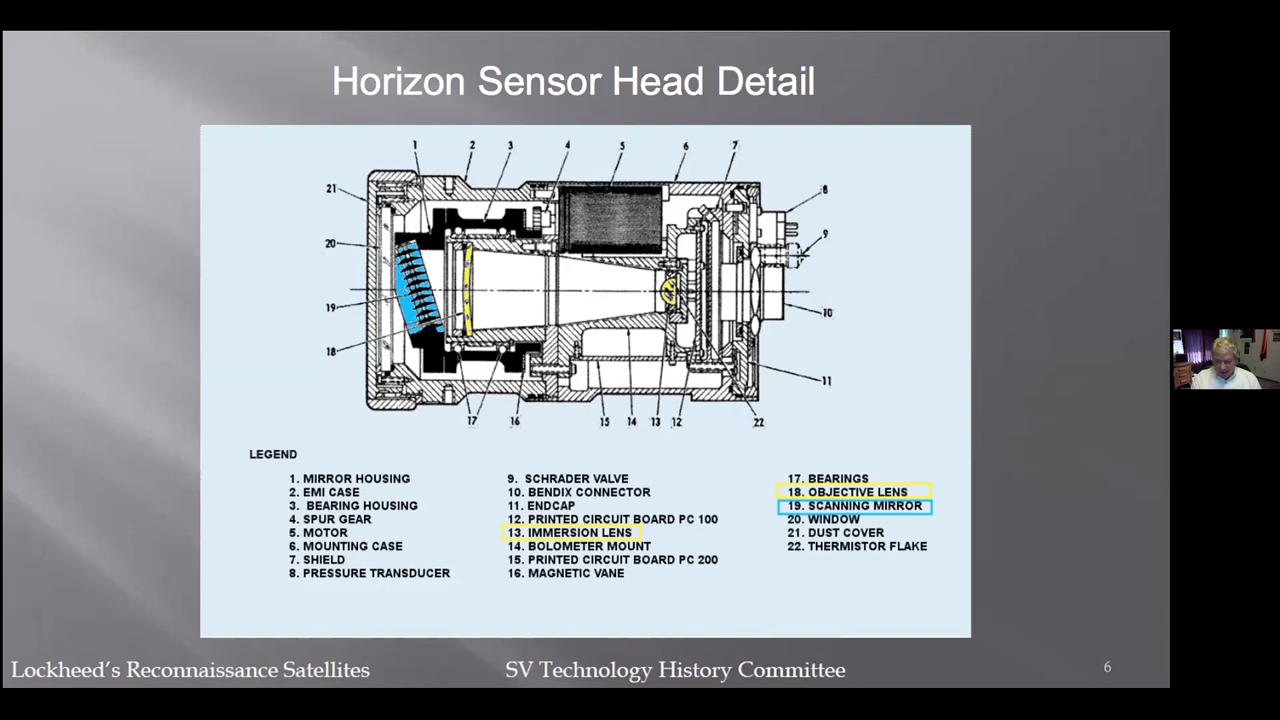 Horizon Sensor Head Detail
1 2 3 4 5 6 7
21 8
9
20
19
10
18
11
17 16 15 14 13 12 22
LEGEND
1. MIRROR HOUSING
2. EMI CASE
3. BEARING HOUSING
4. SPUR GEAR
5. MOTOR
6. MOUNTING CASE
7. SHIELD
8. PRESSURE TRANSDUCER
9. SCHRADER VALVE
10. BENDIX CONNECTOR
11. ENDCAP
12. PRINTED CIRCUIT BOARD PC 100
13. IMMERSION LENS
14. BOLOMETER MOUNT
15. PRINTED CIRCUIT BOARD PC 200
16. MAGNETIC VANE
17. BEARINGS
18. OBJECTIVE LENS
19. SCANNING MIRROR
20. WINDOW
21. DUST COVER
22. THERMISTOR FLAKE
Lockheed's Reconnaissance Satellites
SV Technology History Committee
6